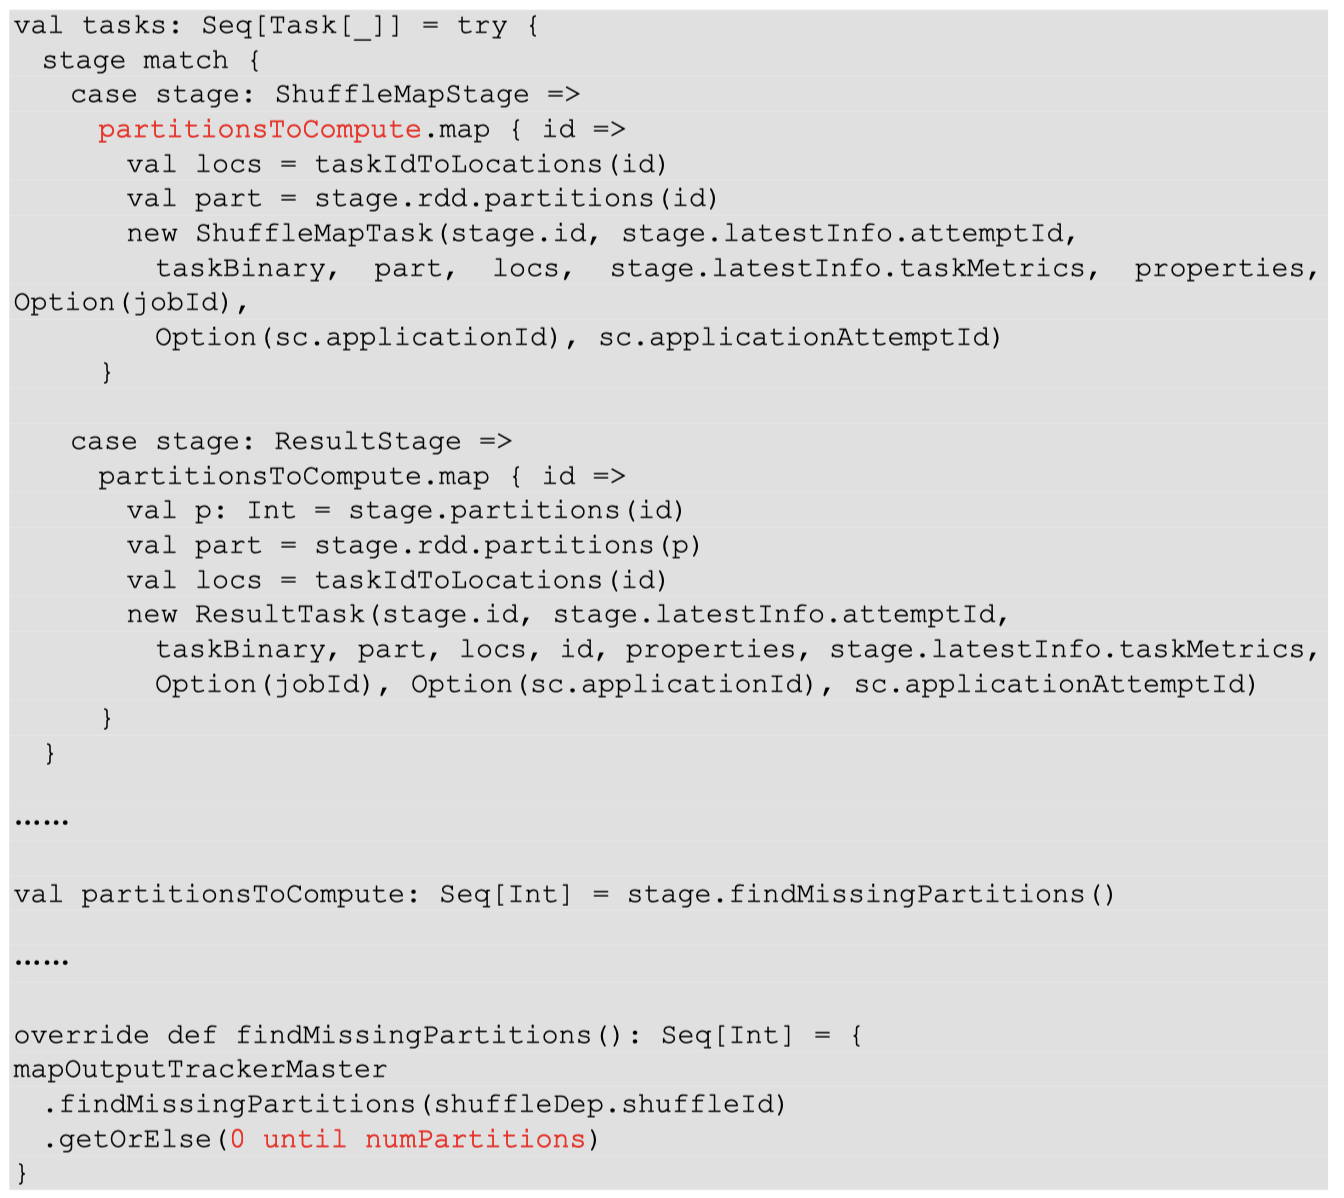 val tasks: Seq[Task[_]] = try {
  stage match {
    case stage: ShuffleMapStage =>
      partitionsToCompute.map { id =>
        val locs = taskIdToLocations(id)
        val part = stage.rdd.partitions(id)
        new ShuffleMapTask(stage.id, stage.latestInfo.attemptId,
          taskBinary, part, locs, stage.latestInfo.taskMetrics, properties,
Option(jobId),
          Option(sc.applicationId), sc.applicationAttemptId)
      }
    case stage: ResultStage =>
      partitionsToCompute.map { id =>
        val p: Int = stage.partitions(id)
        val part = stage.rdd.partitions(p)
        val locs = taskIdToLocations(id)
        new ResultTask(stage.id, stage.latestInfo.attemptId,
          taskBinary, part, locs, id, properties, stage.latestInfo.taskMetrics,
          Option(jobId), Option(sc.applicationId), sc.applicationAttemptId)
      }
  }
……
val partitionsToCompute: Seq[Int] = stage.findMissingPartitions()
……
override def findMissingPartitions(): Seq[Int] = {
mapOutputTrackerMaster
  .findMissingPartitions(shuffleDep.shuffleId)
  .getOrElse(0 until numPartitions)
}